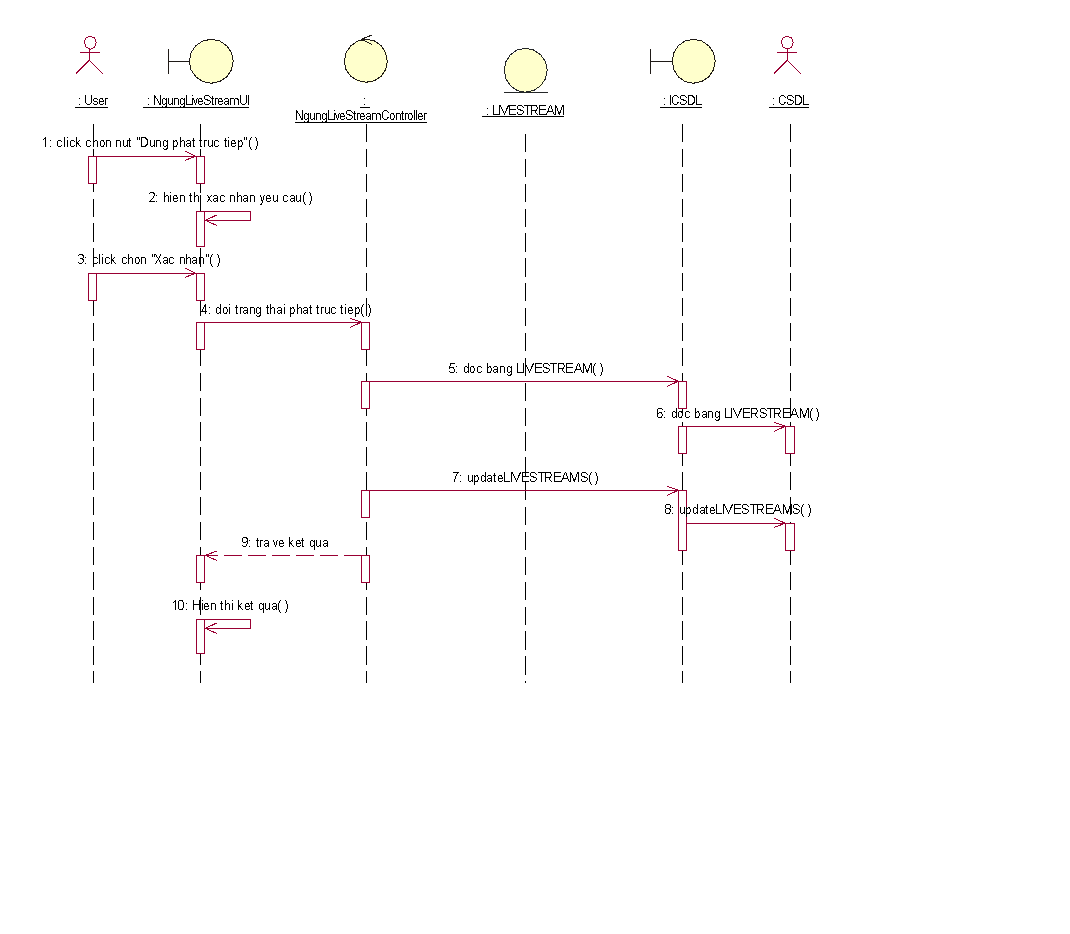 : User
: NgungLiveStreamUI
:
NgungLiveStreamController
: LIVESTREAM
: ICSDL
: CSDL
1: click chon nut "Dung phat truc tiep"( )
2: hien thi xac nhan yeu cau( )
3: click chon "Xac nhan"( )
4: doi trang thai phat truc tiep( )
5: doc bang LIVESTREAM( )
6: doc bang LIVERSTREAM( )
7: updateLIVESTREAMS( )
8: updateLIVESTREAMS( )
9: tra ve ket qua
10: Hien thi ket qua( )